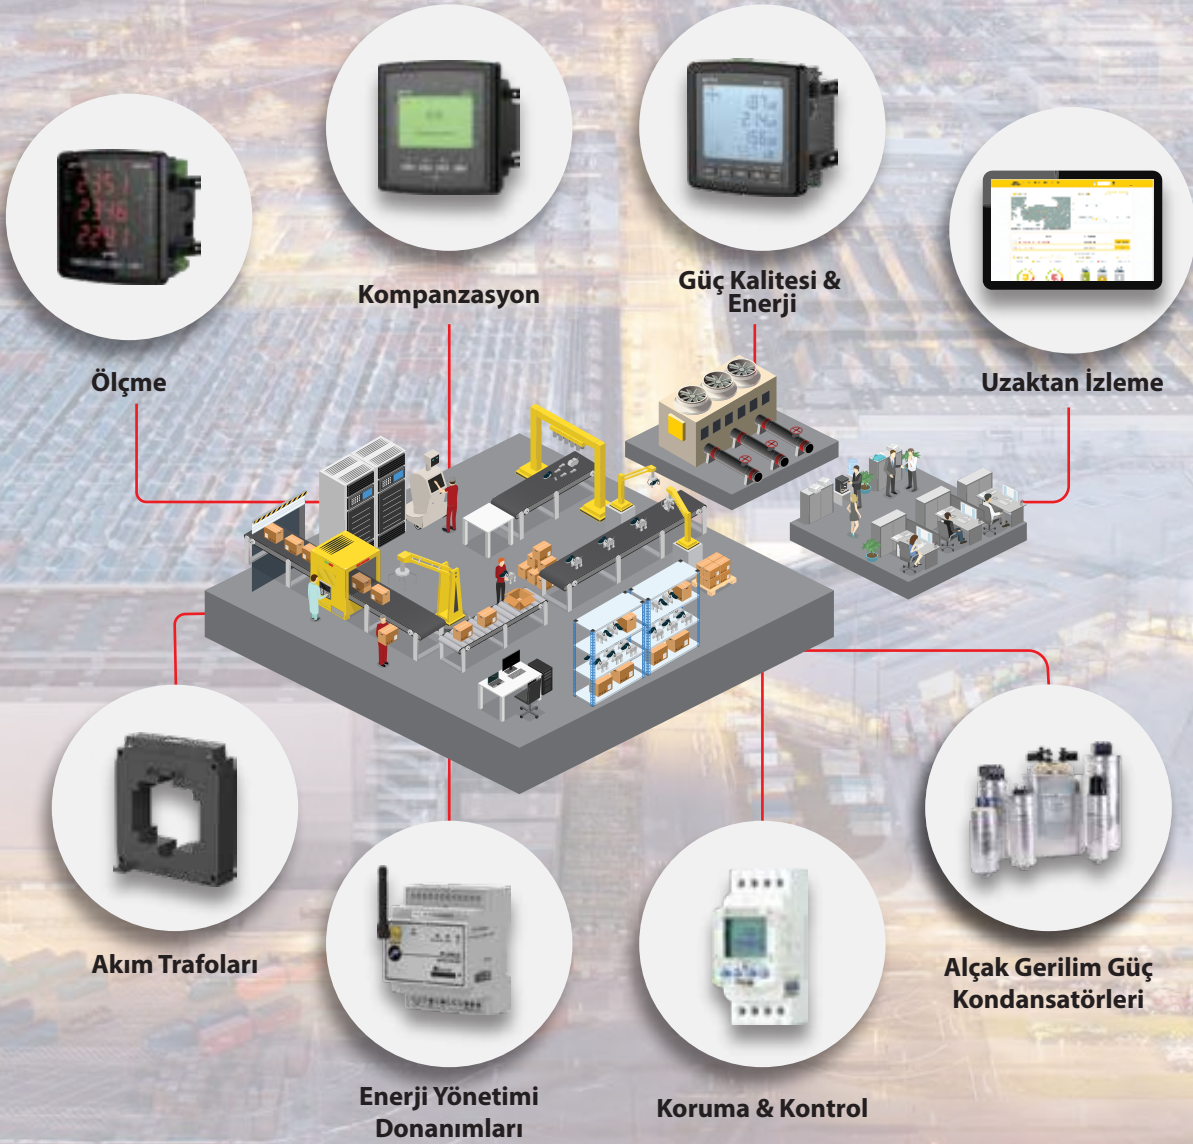 Kompanzasyon
Güç Kalitesi &
Enerji
Ölçme
Uzaktan İzleme
Akım Trafoları
Alçak Gerilim Güç
Kondansatörleri
Enerji Yönetimi
Donanımları
Koruma & Kontrol